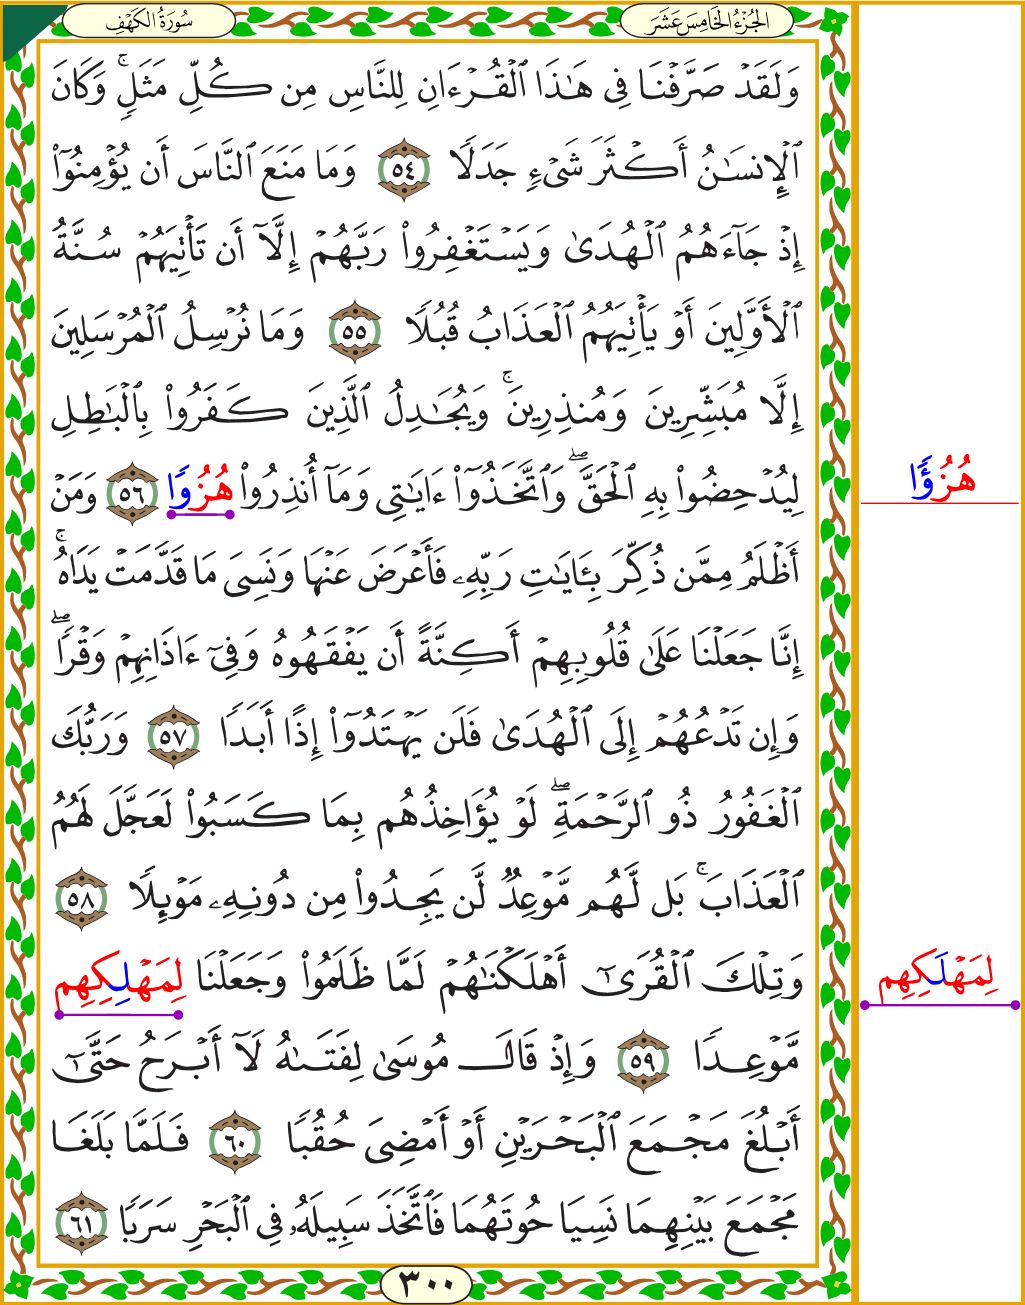 الجُزْءُ الخَامِسَ عَشَرَ
سُورَةُ الكَهْفِ
وَلَقَدْ صَرَّفْنَا فِى هَـٰذَا ٱلْقُرْءَانِ لِلنَّاسِ مِن كُلِّ مَثَلٍۢ ۚ وَكَانَ
ٱلْإِنسَـٰنُ أَكْثَرَ شَىْءٍۢ جَدَلًۭا ٥٤ وَمَا مَنَعَ ٱلنَّاسَ أَن يُؤْمِنُوٓا۟
إِذْ جَآءَهُمُ ٱلْهُدَىٰ وَيَسْتَغْفِرُوا۟ رَبَّهُمْ إِلَّآ أَن تَأْتِيَهُمْ سُنَّةُ
ٱلْأَوَّلِينَ أَوْ يَأْتِيَهُمُ ٱلْعَذَابُ قُبُلًۭا ٥٥ وَمَا نُرْسِلُ ٱلْمُرْسَلِينَ
إِلَّا مُبَشِّرِينَ وَمُنذِرِينَ ۚ وَيُجَـٰدِلُ ٱلَّذِينَ كَفَرُوا۟ بِٱلْبَـٰطِلِ
لِيُدْحِضُوا۟ بِهِ ٱلْحَقَّ ۖ وَٱتَّخَذُوٓا۟ ءَايَـٰتِى وَمَآ أُنذِرُوا۟ هُزُوًۭا ٥٦ وَمَنْ
هُزُؤًۭا
أَظْلَمُ مِمَّن ذُكِّرَ بِـَٔايَـٰتِ رَبِّهِۦ فَأَعْرَضَ عَنْهَا وَنَسِىَ مَا قَدَّمَتْ يَدَاهُ ۚ
إِنَّا جَعَلْنَا عَلَىٰ قُلُوبِهِمْ أَكِنَّةً أَن يَفْقَهُوهُ وَفِىٓ ءَاذَانِهِمْ وَقْرًۭا ۖ
وَإِن تَدْعُهُمْ إِلَى ٱلْهُدَىٰ فَلَن يَهْتَدُوٓا۟ إِذًا أَبَدًۭا ٥٧ وَرَبُّكَ
ٱلْغَفُورُ ذُو ٱلرَّحْمَةِ ۖ لَوْ يُؤَاخِذُهُم بِمَا كَسَبُوا۟ لَعَجَّلَ لَهُمُ
ٱلْعَذَابَ ۚ بَل لَّهُم مَّوْعِدٌۭ لَّن يَجِدُوا۟ مِن دُونِهِۦ مَوْئِلًۭا ٥٨
وَتِلْكَ ٱلْقُرَىٰٓ أَهْلَكْنَـٰهُمْ لَمَّا ظَلَمُوا۟ وَجَعَلْنَا لِمَهْلِكِهِم
لِمَهْلَكِهِم
مَّوْعِدًۭا ٥٩ وَإِذْ قَالَ مُوسَىٰ لِفَتَىٰهُ لَآ أَبْرَحُ حَتَّىٰٓ
أَبْلُغَ مَجْمَعَ ٱلْبَحْرَيْنِ أَوْ أَمْضِىَ حُقُبًۭا ٦٠ فَلَمَّا بَلَغَا
مَجْمَعَ بَيْنِهِمَا نَسِيَا حُوتَهُمَا فَٱتَّخَذَ سَبِيلَهُۥ فِى ٱلْبَحْرِ سَرَبًۭا ٦١
٣٠٠